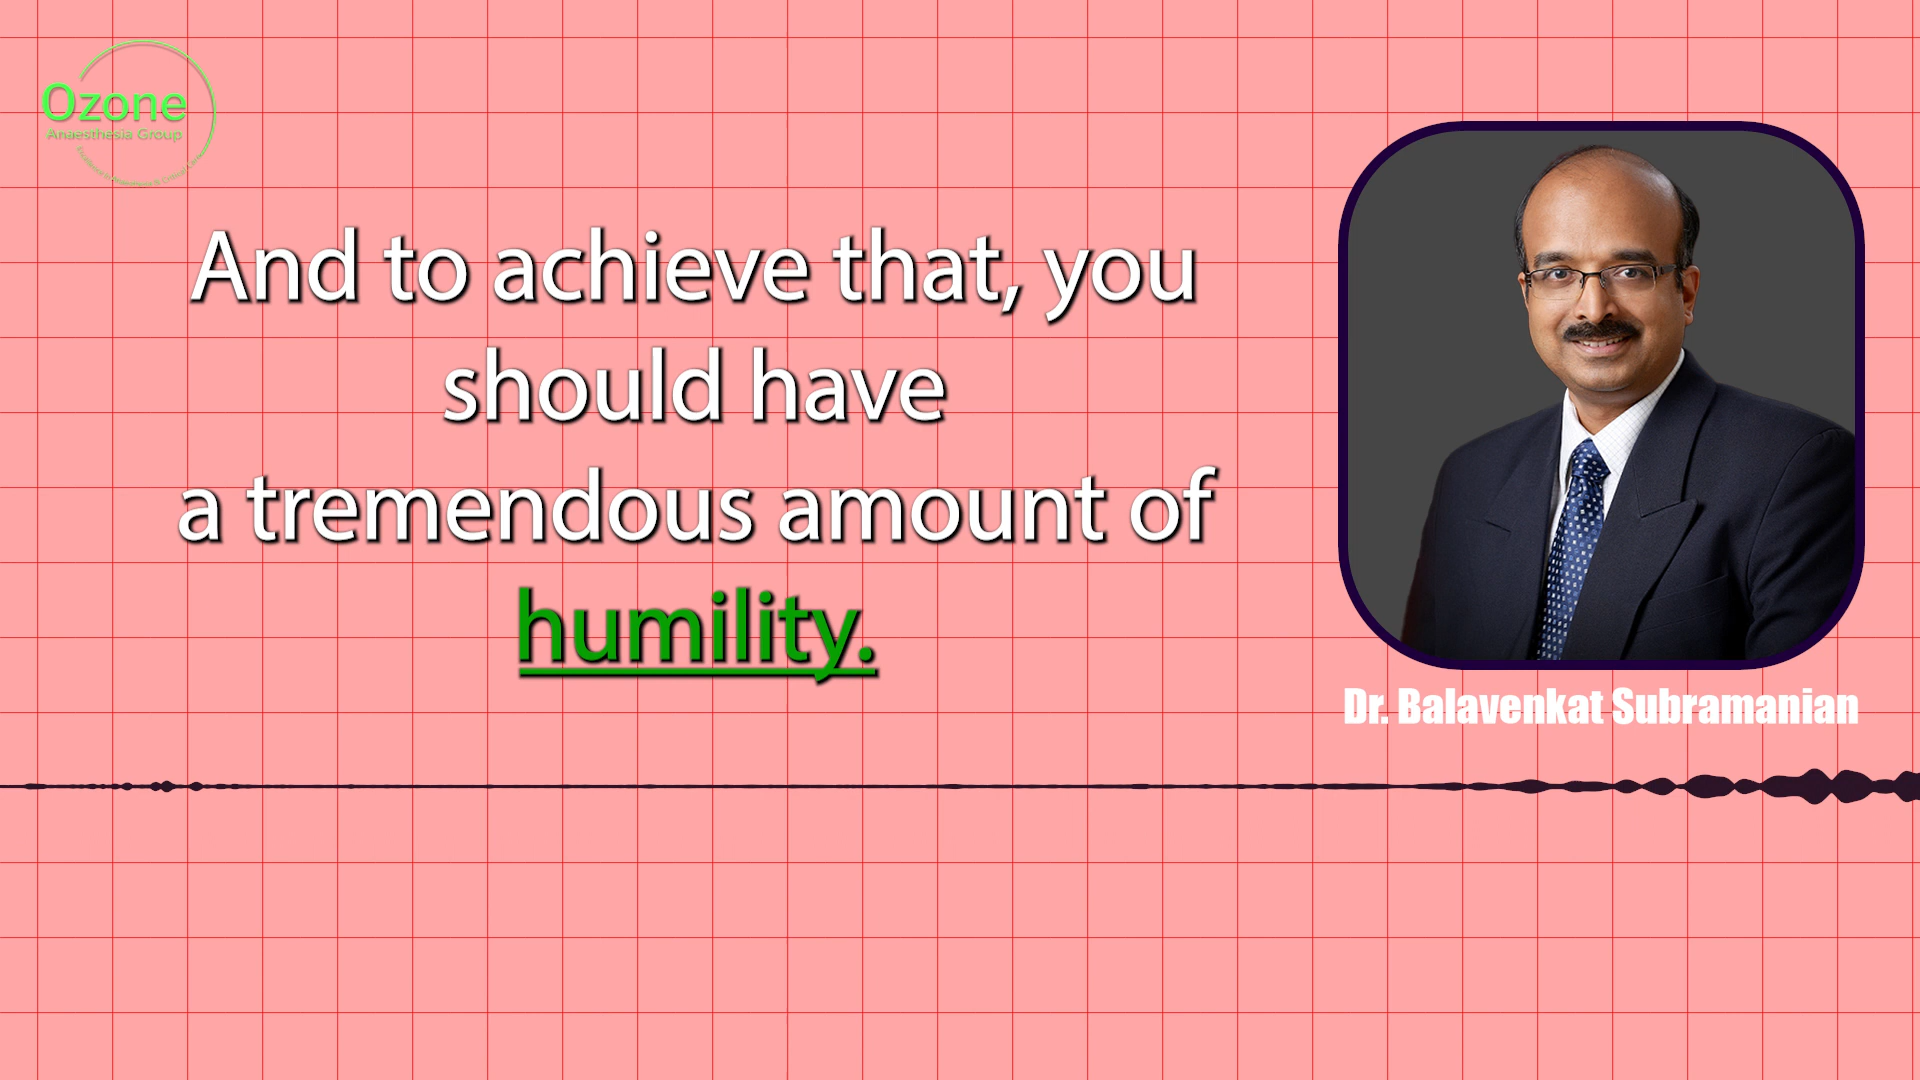 Ozone
Anaesthesia Group
And to achieve that, you
should have
a tremendous amount of
humility.
Dr. Balavenkat Subramanian